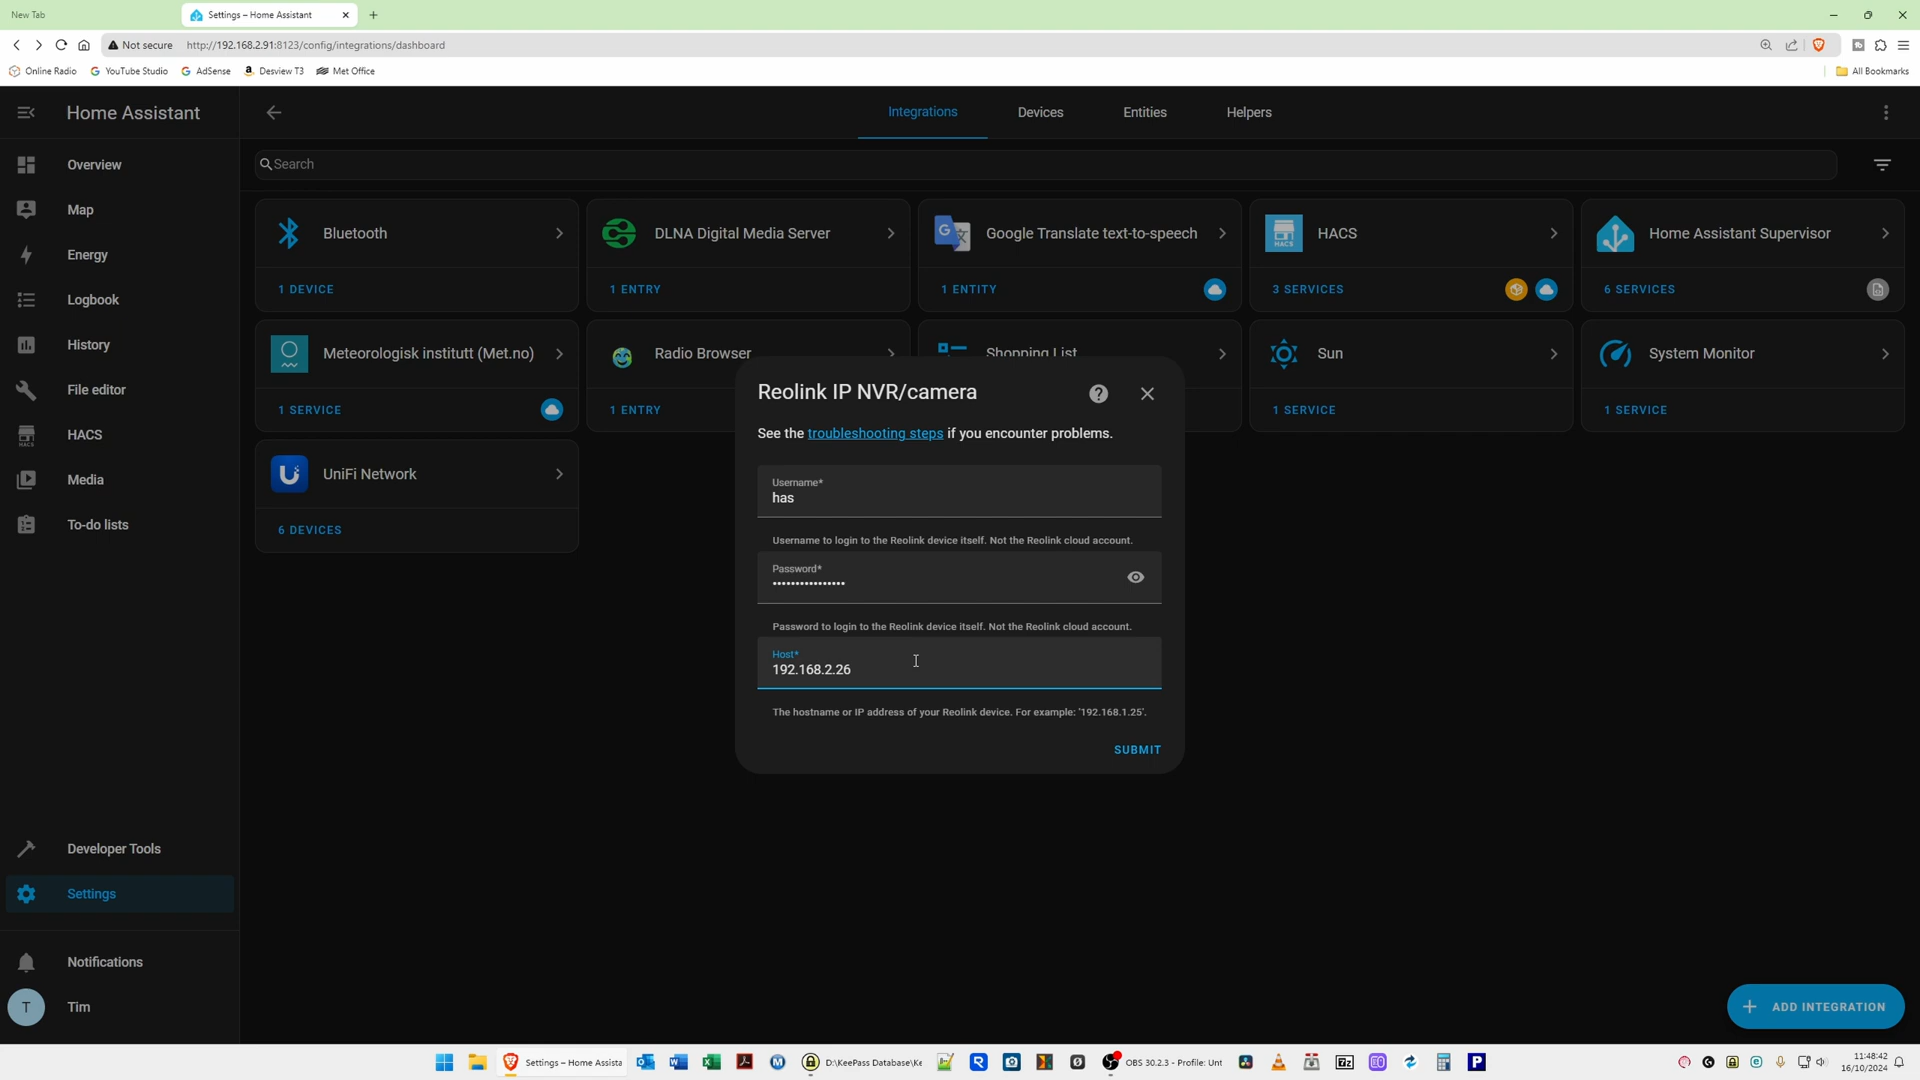 New Tab
Settings – Home Assistant
Not secure
http://192.168.2.91:8123/config/integrations/dashboard
Online Radio
YouTube Studio
AdSense
Desview T3
Met Office
All Bookmarks
Home Assistant
Integrations
Devices
Entities
Helpers
Search
Overview
Map
Energy
Logbook
History
File editor
HACS
Media
To-do lists
Developer Tools
Settings
Notifications
T
Tim
Bluetooth
1 DEVICE
DLNA Digital Media Server
1 ENTRY
Google Translate text-to-speech
1 ENTITY
HACS
HACS
3 SERVICES
Home Assistant Supervisor
6 SERVICES
Meteorologisk institutt (Met.no)
1 SERVICE
Radio Browser
1 ENTRY
Shopping List
Sun
1 SERVICE
System Monitor
1 SERVICE
UniFi Network
6 DEVICES
Reolink IP NVR/camera
See the troubleshooting steps if you encounter problems.
Username*
has
Username to login to the Reolink device itself. Not the Reolink cloud account.
Password*
••••••••••••••••
Password to login to the Reolink device itself. Not the Reolink cloud account.
Host*
192.168.2.26
The hostname or IP address of your Reolink device. For example: '192.168.1.25'.
SUBMIT
ADD INTEGRATION
Settings – Home Assista
D:\KeePass Database\Ke
OBS 30.2.3 - Profile: Unt
11:48:42
16/10/2024